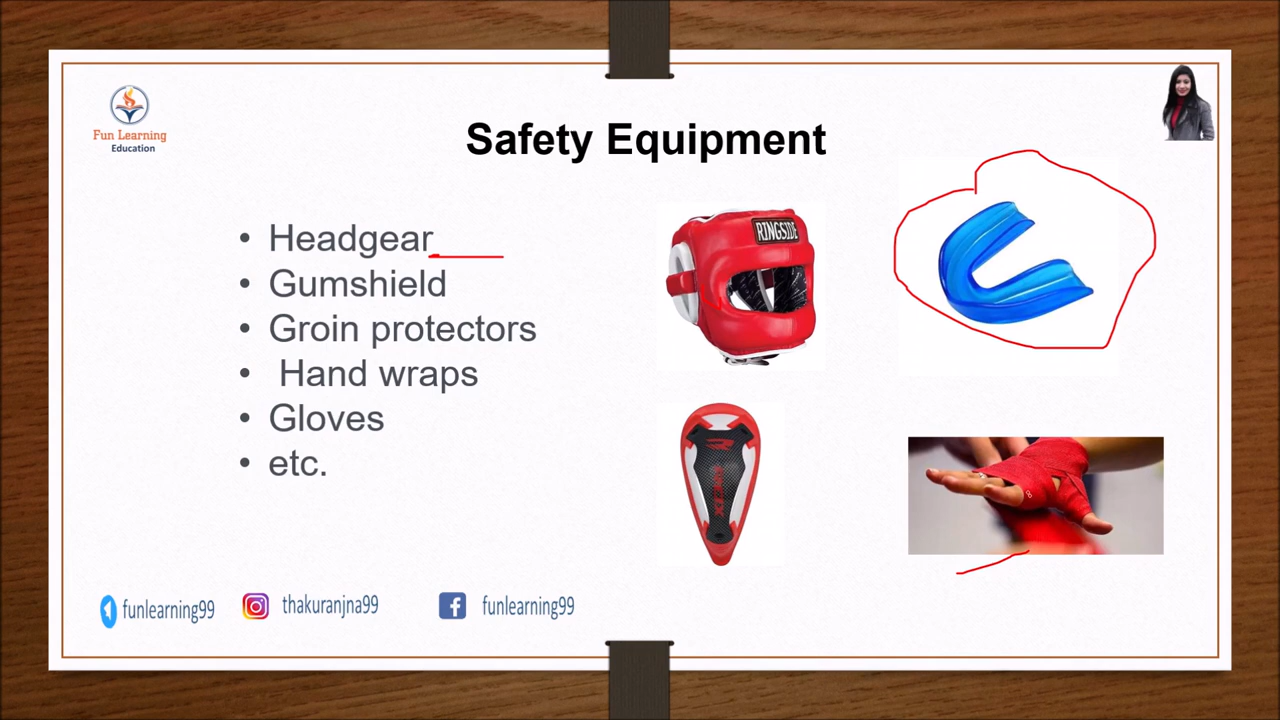 Fun Learning
Education
Safety Equipment
• Headgear
• Gumshield
• Groin protectors
• Hand wraps
• Gloves
• etc.
RINGSIDE
funlearning99
thakuranjna99
funlearning99